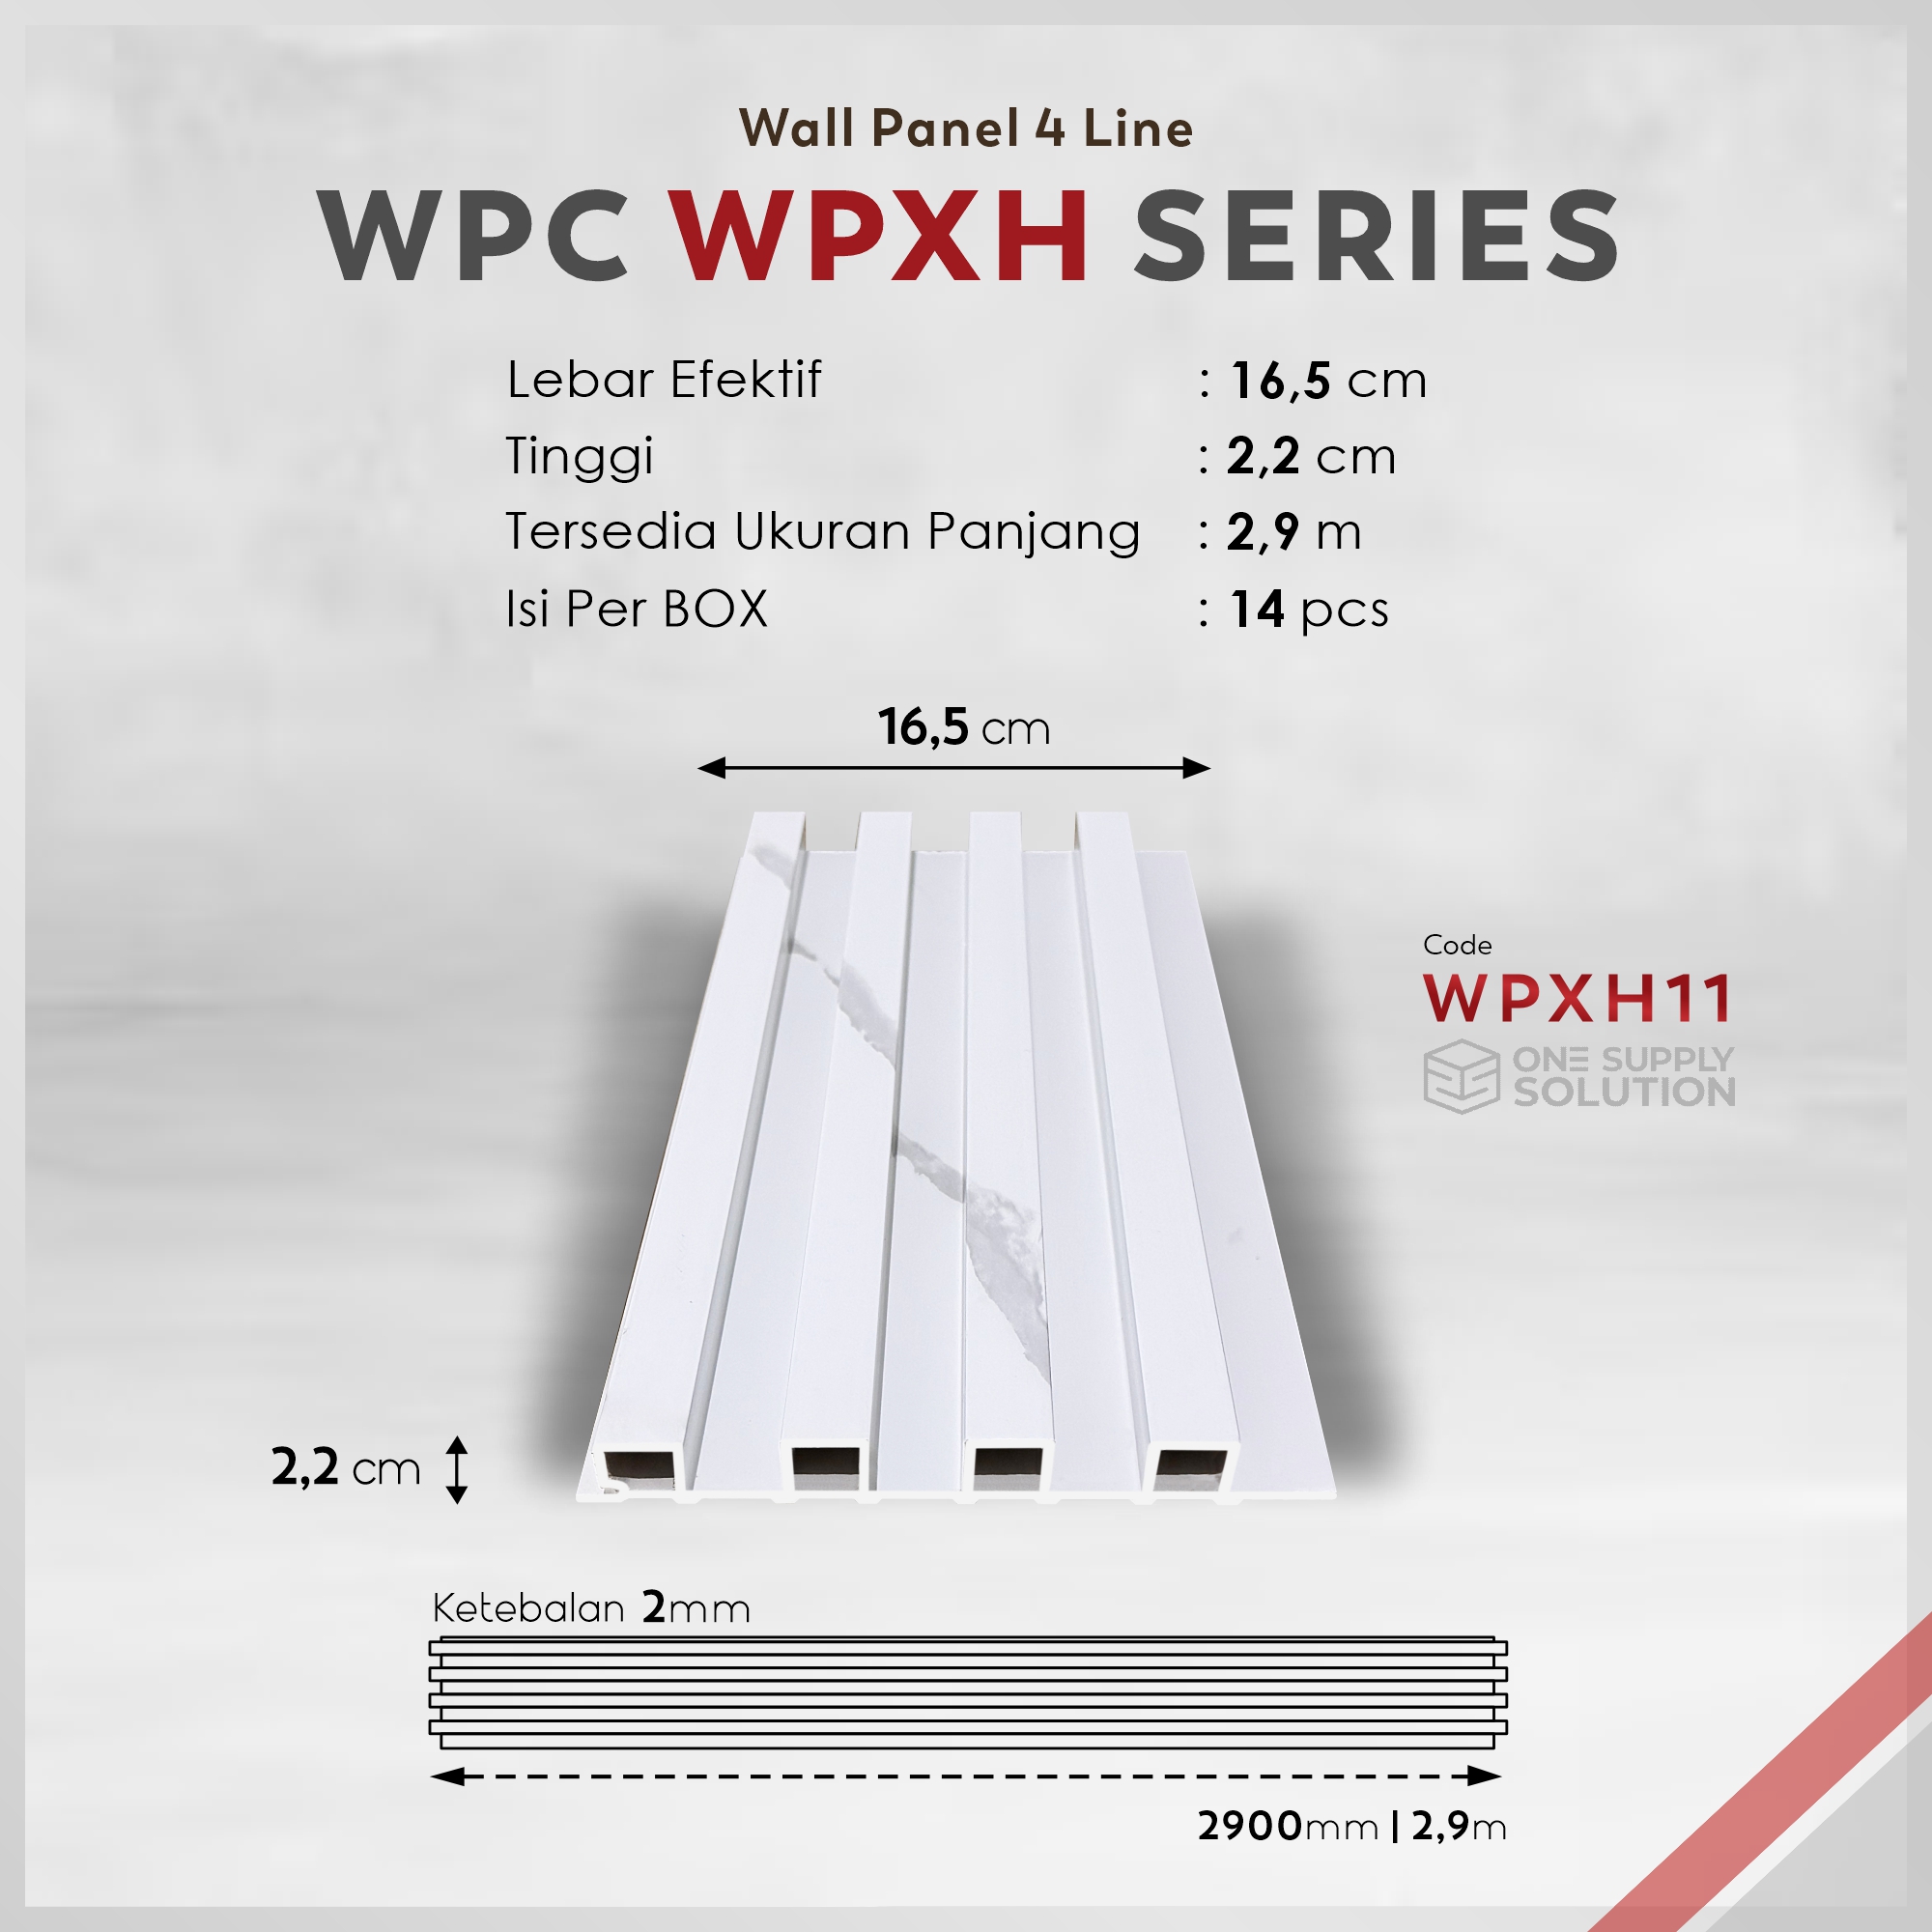 Wall Panel 4 Line
WPC WPXH SERIES
Lebar Efektif : 16,5 cm
Tinggi : 2,2 cm
Tersedia Ukuran Panjang : 2,9 m
Isi Per BOX : 14 pcs
16,5 cm
Code
WPXH11
ONE SUPPLY
SOLUTION
2,2 cm
Ketebalan 2mm
2900mm | 2,9m